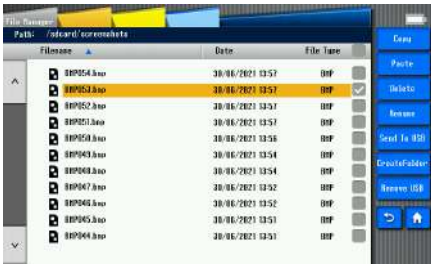 File Manager
Path: /sdcard/screenshots
Filename Date File Type
BMP054.bmp 30/06/2021 13:57 BMP
BMP053.bmp 30/06/2021 13:57 BMP
BMP052.bmp 30/06/2021 13:57 BMP
BMP051.bmp 30/06/2021 13:57 BMP
BMP050.bmp 30/06/2021 13:56 BMP
BMP049.bmp 30/06/2021 13:54 BMP
BMP048.bmp 30/06/2021 13:54 BMP
BMP047.bmp 30/06/2021 13:52 BMP
BMP046.bmp 30/06/2021 13:52 BMP
BMP045.bmp 30/06/2021 13:51 BMP
BMP044.bmp 30/06/2021 13:51 BMP
Copy
Paste
Delete
Rename
Send To USB
CreateFolder
Remove USB